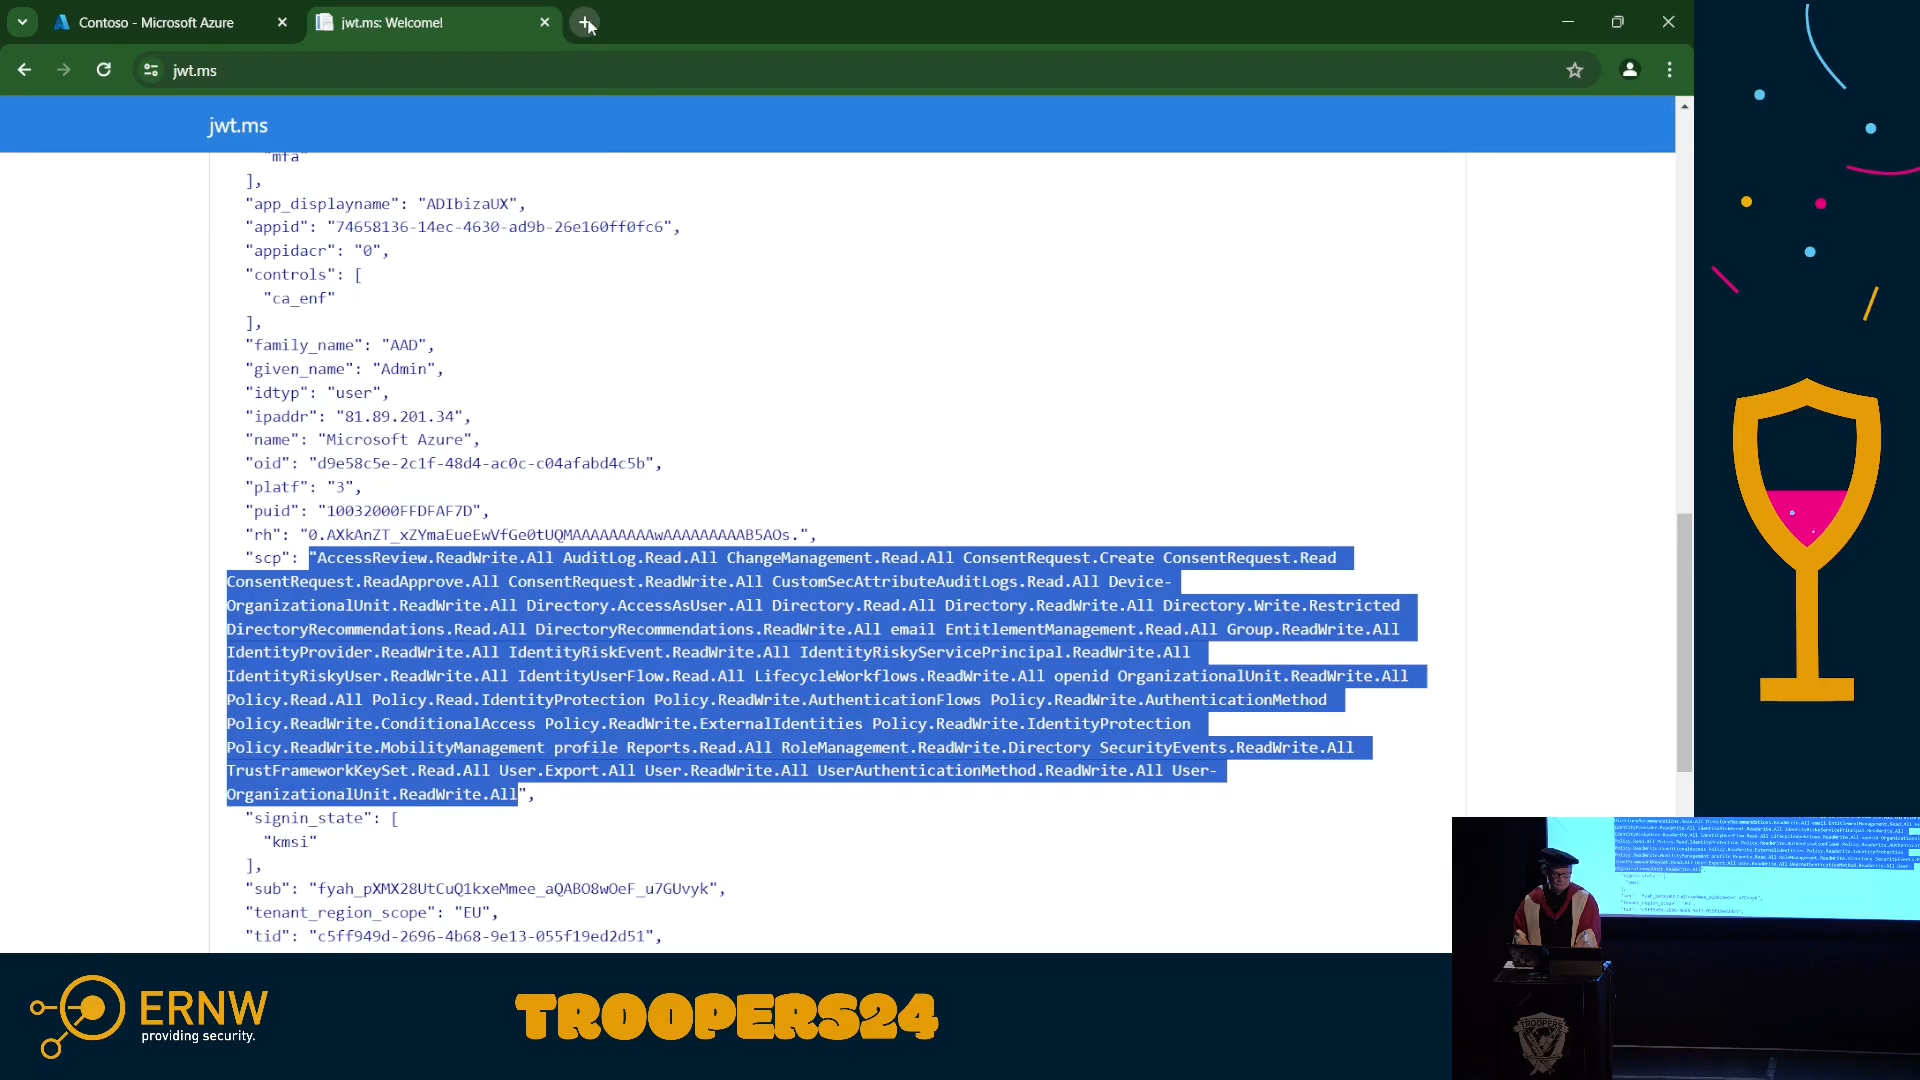 Contoso - Microsoft Azure
jwt.ms: Welcome!
jwt.ms
jwt.ms
"mfa"
],
"app_displayname": "ADIbizaUX",
"appid": "74658136-14ec-4630-ad9b-26e160ff0fc6",
"appidacr": "0",
"controls": [
"ca_enf"
],
"family_name": "AAD",
"given_name": "Admin",
"idtyp": "user",
"ipaddr": "81.89.201.34",
"name": "Microsoft Azure",
"oid": "d9e58c5e-2c1f-48d4-ac0c-c04afabd4c5b",
"platf": "3",
"puid": "10032000FFDFAF7D",
"rh": "0.AXkAnZT_xZYmaEueEwVfGe0tUQMAAAAAAAAAwAAAAAAAAAB5AOs.",
"scp": "AccessReview.ReadWrite.All AuditLog.Read.All ChangeManagement.Read.All ConsentRequest.Create ConsentRequest.Read
ConsentRequest.ReadApprove.All ConsentRequest.ReadWrite.All CustomSecAttributeAuditLogs.Read.All Device-
OrganizationalUnit.ReadWrite.All Directory.AccessAsUser.All Directory.Read.All Directory.ReadWrite.All Directory.Write.Restricted
DirectoryRecommendations.Read.All DirectoryRecommendations.ReadWrite.All email EntitlementManagement.Read.All Group.ReadWrite.All
IdentityProvider.ReadWrite.All IdentityRiskEvent.ReadWrite.All IdentityRiskyServicePrincipal.ReadWrite.All
IdentityRiskyUser.ReadWrite.All IdentityUserFlow.Read.All LifecycleWorkflows.ReadWrite.All openid OrganizationalUnit.ReadWrite.All
Policy.Read.All Policy.Read.IdentityProtection Policy.ReadWrite.AuthenticationFlows Policy.ReadWrite.AuthenticationMethod
Policy.ReadWrite.ConditionalAccess Policy.ReadWrite.ExternalIdentities Policy.ReadWrite.IdentityProtection
Policy.ReadWrite.MobilityManagement profile Reports.Read.All RoleManagement.ReadWrite.Directory SecurityEvents.ReadWrite.All
TrustFrameworkKeySet.Read.All User.Export.All User.ReadWrite.All UserAuthenticationMethod.ReadWrite.All User-
OrganizationalUnit.ReadWrite.All",
"signin_state": [
"kmsi"
],
"sub": "fyah_pXMX28UtCuQ1kxeMmee_aQABO8wOeF_u7GUvyk",
"tenant_region_scope": "EU",
"tid": "c5ff949d-2696-4b68-9e13-055f19ed2d51",
ERNW
providing security.
TROOPERS24
TROOPERS